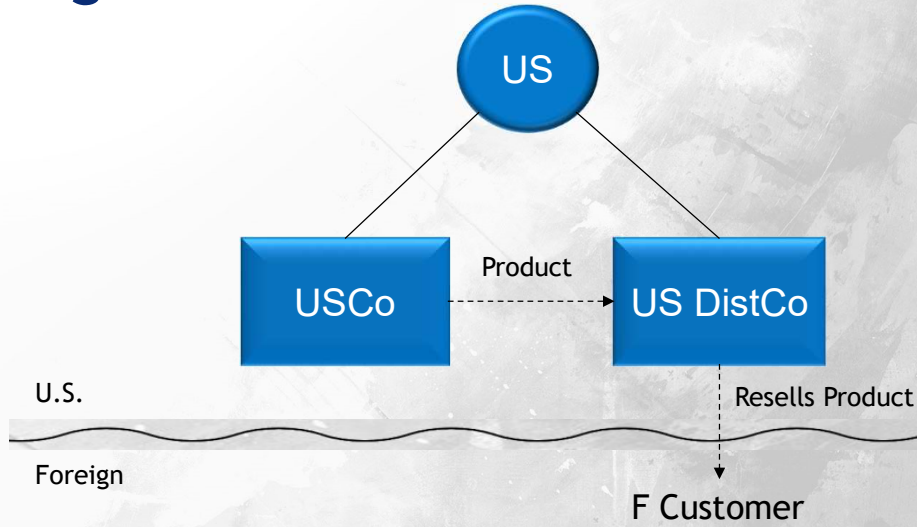 US
Product
USCo
US DistCo
U.S.
Resells Product
Foreign
F Customer